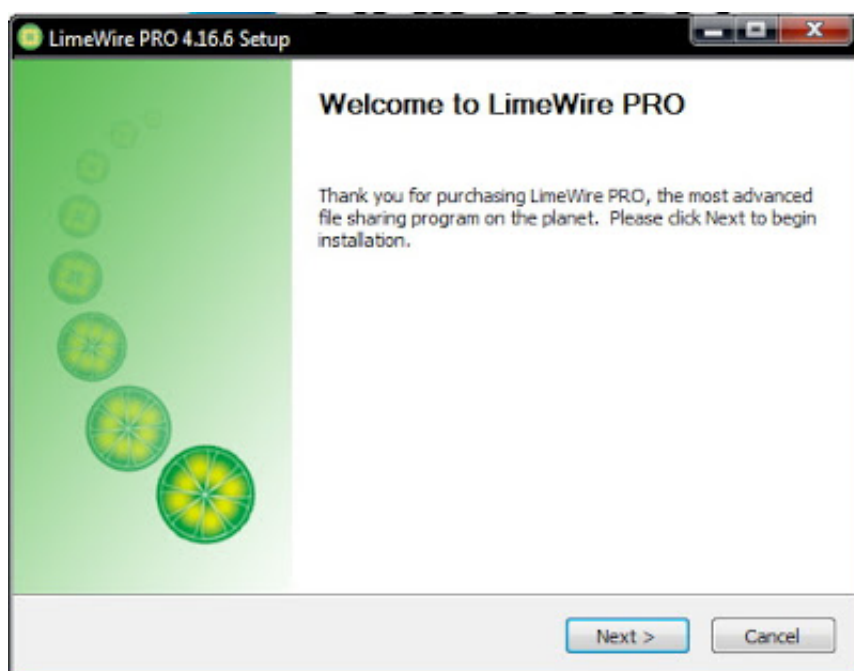 LimeWire PRO 4.16.6 Setup
Welcome to LimeWire PRO
Thank you for purchasing LimeWire PRO, the most advanced
file sharing program on the planet.  Please click Next to begin
installation.
Next >
Cancel